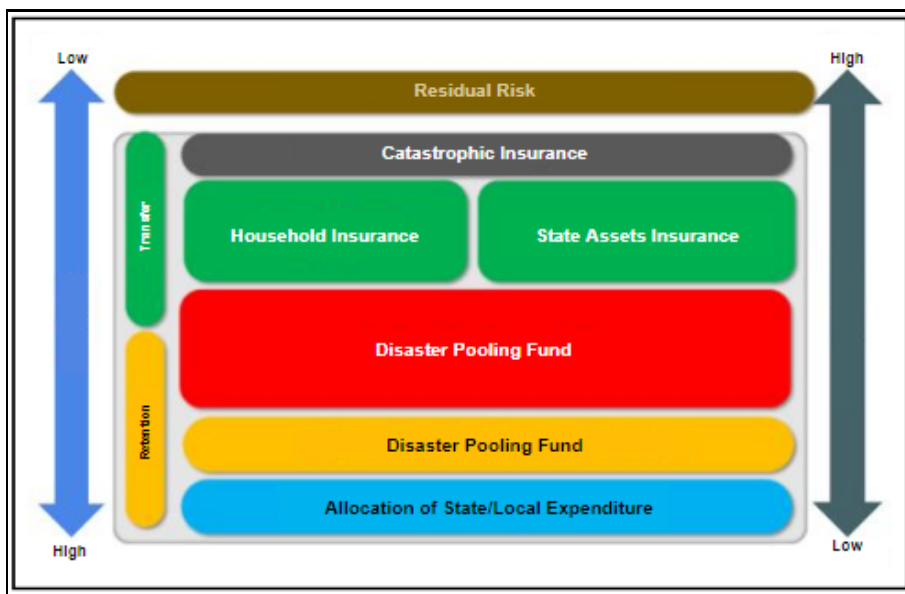 Low
High
Residual Risk
Catastrophic Insurance
Transfer
Household Insurance
State Assets Insurance
Disaster Pooling Fund
Retention
Disaster Pooling Fund
Allocation of State/Local Expenditure
High
Low